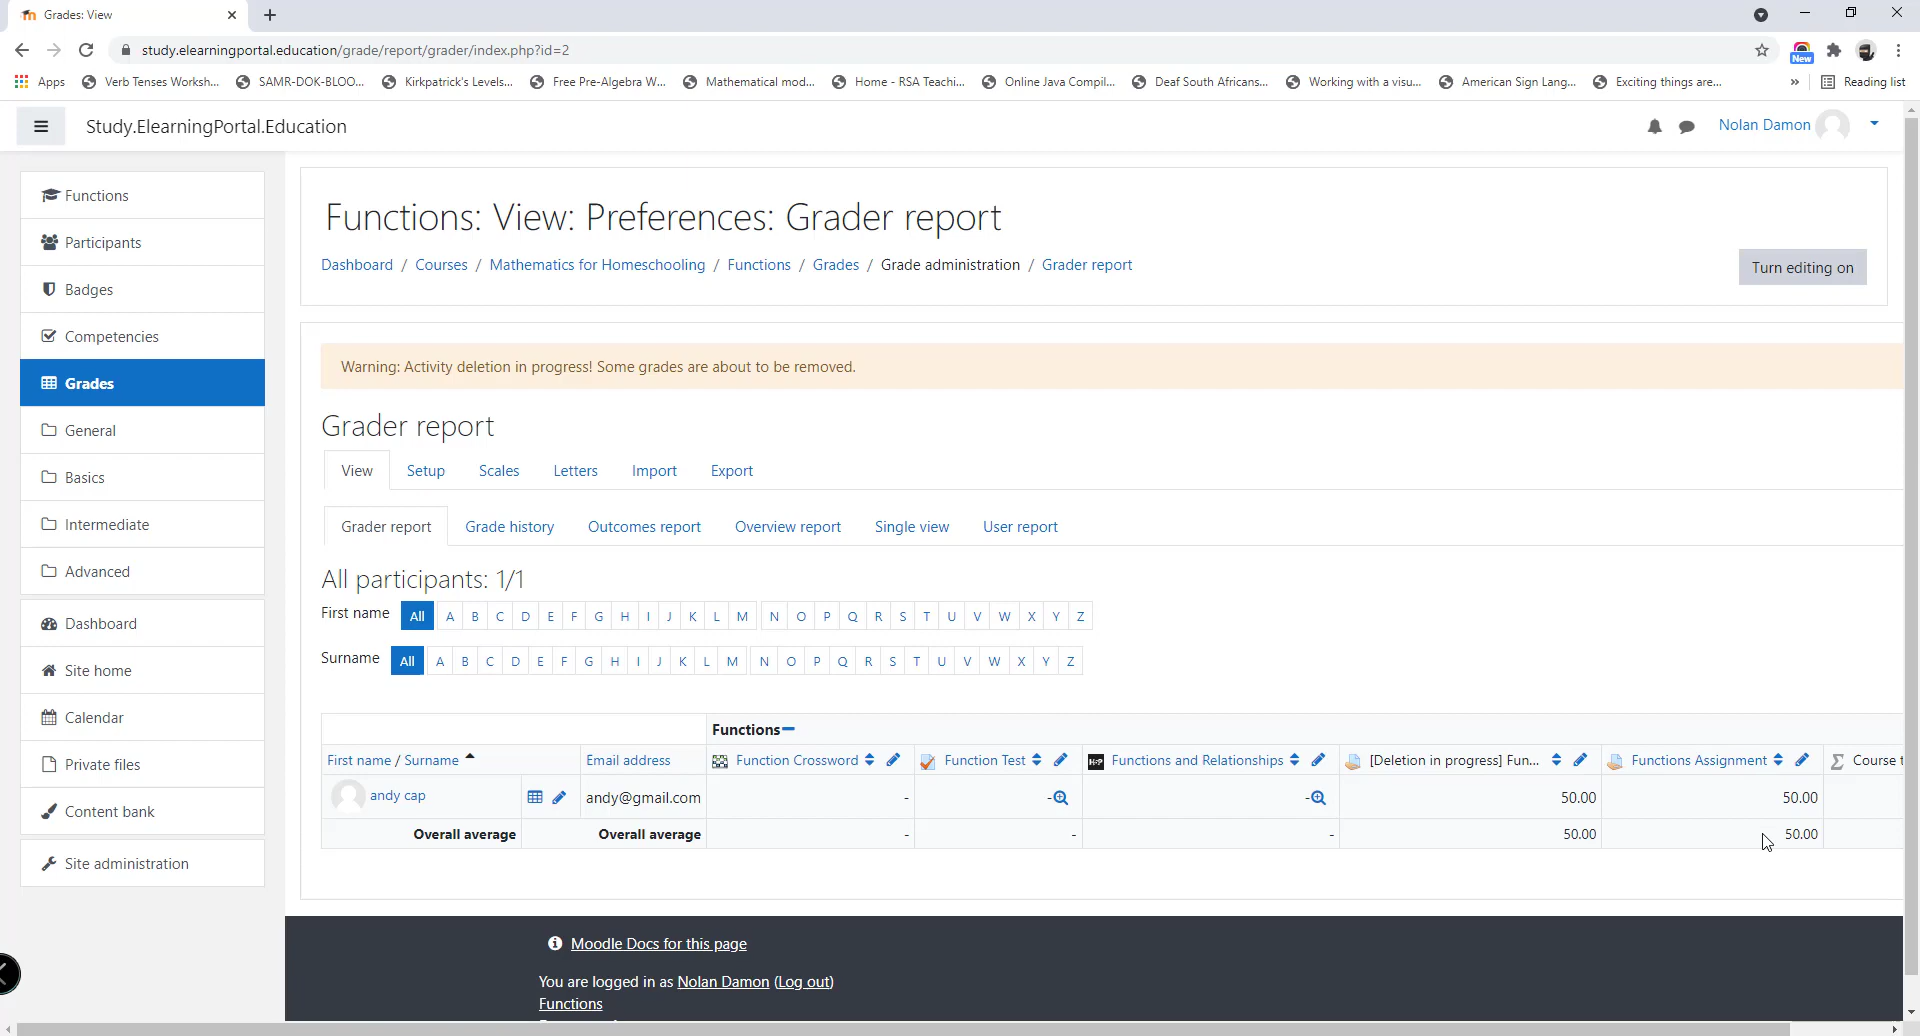 Grades: View
study.elearningportal.education/grade/report/grader/index.php?id=2
New
Apps Verb Tenses Worksh... SAMR-DOK-BLOO... Kirkpatrick's Levels... Free Pre-Algebra W... Mathematical mod... Home - RSA Teachi... Online Java Compil... Deaf South Africans... Working with a visu... American Sign Lang... Exciting things are... » Reading list
Study.ElearningPortal.Education
Nolan Damon
Functions
Participants
Badges
Competencies
Grades
General
Basics
Intermediate
Advanced
Dashboard
Site home
Calendar
Private files
Content bank
Site administration
Functions: View: Preferences: Grader report
Dashboard / Courses / Mathematics for Homeschooling / Functions / Grades / Grade administration / Grader report
Turn editing on
Warning: Activity deletion in progress! Some grades are about to be removed.
Grader report
View Setup Scales Letters Import Export
Grader report Grade history Outcomes report Overview report Single view User report
All participants: 1/1
First name All A B C D E F G H I J K L M N O P Q R S T U V W X Y Z
Surname All A B C D E F G H I J K L M N O P Q R S T U V W X Y Z
Functions
First name / Surname Email address Function Crossword Function Test H5P Functions and Relationships [Deletion in progress] Fun... Functions Assignment Σ Course t
andy cap andy@gmail.com - - - 50.00 50.00
Overall average Overall average - - - 50.00 50.00
Moodle Docs for this page
You are logged in as Nolan Damon (Log out)
Functions